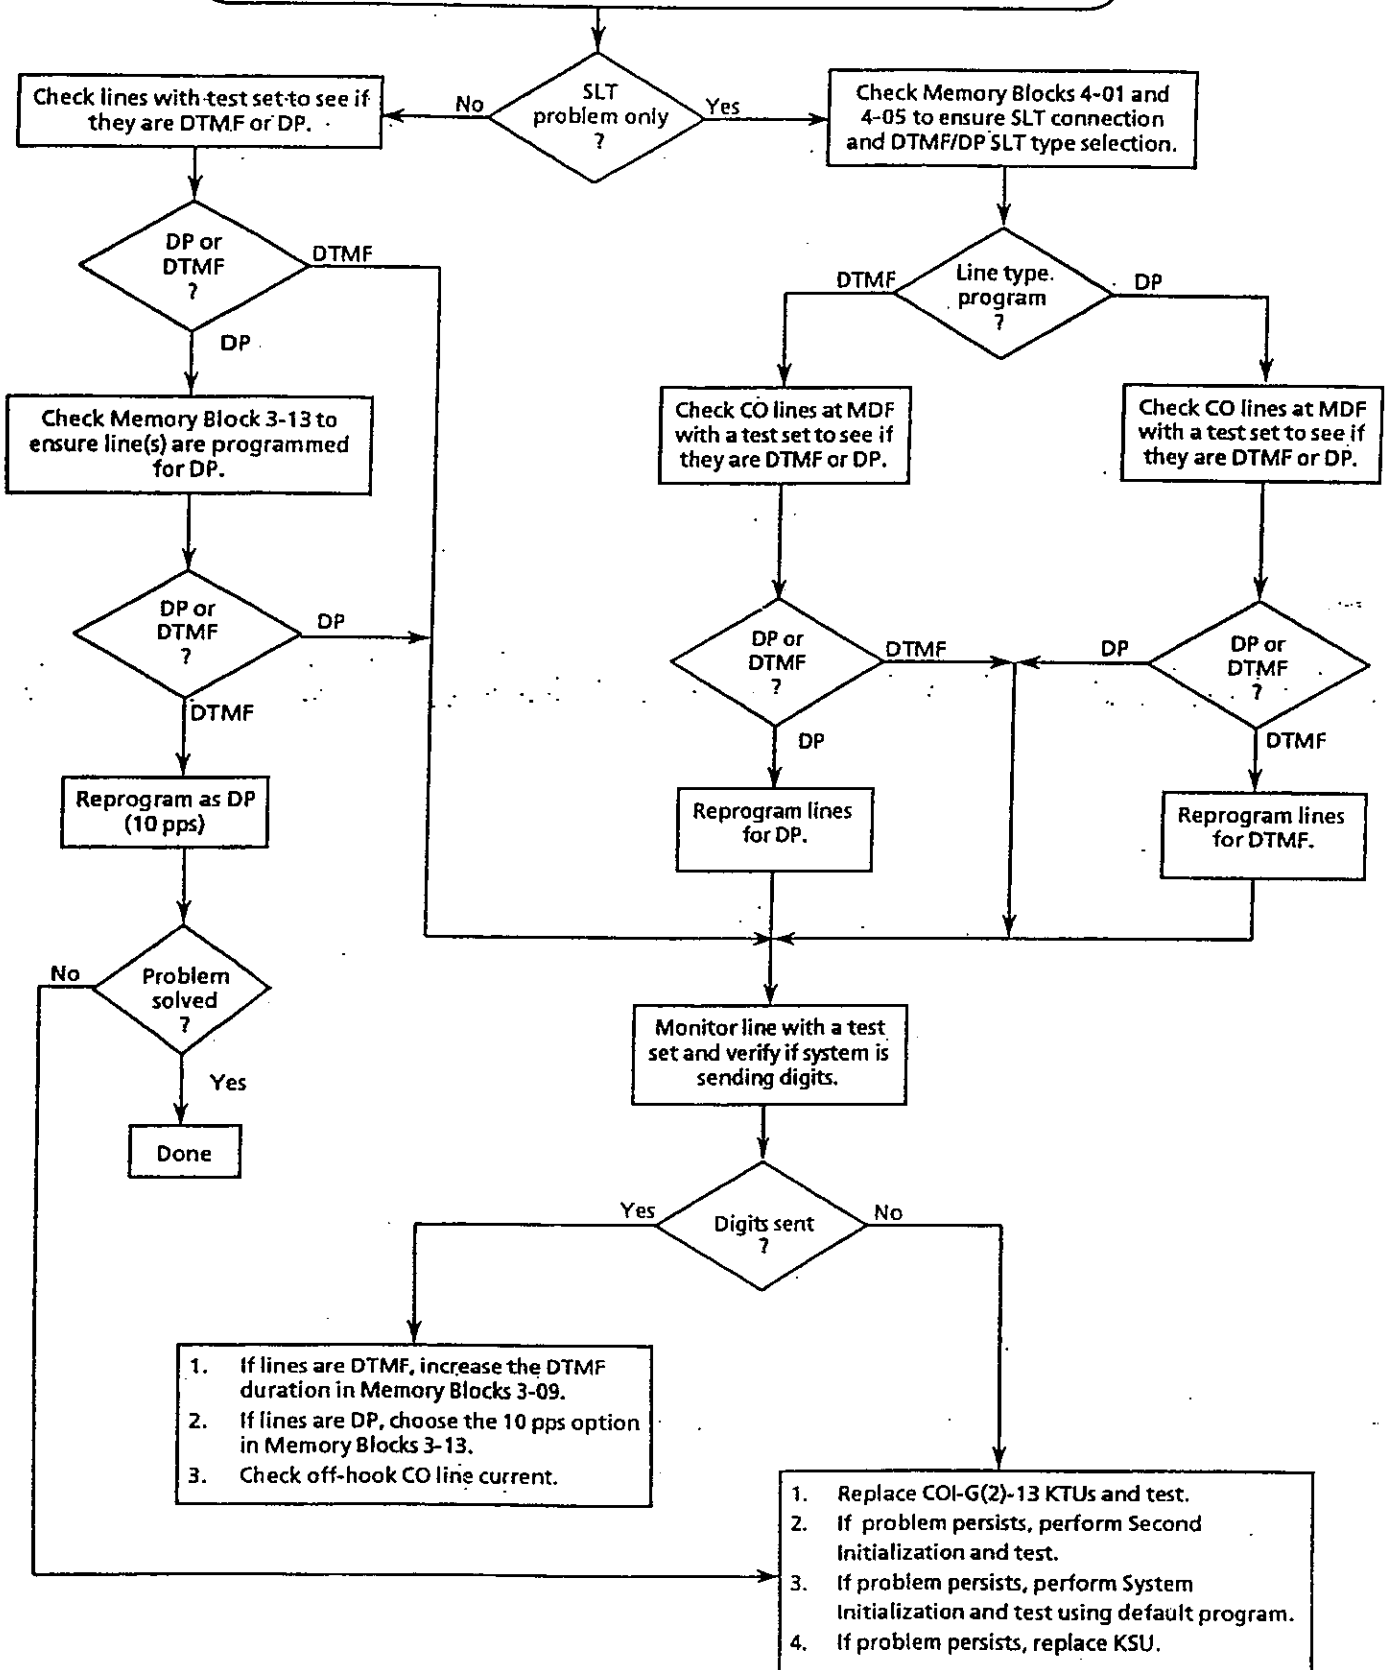 SLT
problem only
?
No
Yes
Check lines with test set to see if
they are DTMF or DP.
Check Memory Blocks 4-01 and
4-05 to ensure SLT connection
and DTMF/DP SLT type selection.
DP or
DTMF
?
DTMF
DP
Line type
program
?
DTMF
DP
Check Memory Block 3-13 to
ensure line(s) are programmed
for DP.
Check CO lines at MDF
with a test set to see if
they are DTMF or DP.
Check CO lines at MDF
with a test set to see if
they are DTMF or DP.
DP or
DTMF
?
DP
DTMF
DP or
DTMF
?
DTMF
DP
DP or
DTMF
?
DP
DTMF
Reprogram as DP
(10 pps)
Reprogram lines
for DP.
Reprogram lines
for DTMF.
Problem
solved
?
No
Yes
Done
Monitor line with a test
set and verify if system is
sending digits.
Digits sent
?
Yes
No
1. If lines are DTMF, increase the DTMF
duration in Memory Blocks 3-09.
2. If lines are DP, choose the 10 pps option
in Memory Blocks 3-13.
3. Check off-hook CO line current.
1. Replace COI-G(2)-13 KTUs and test.
2. If problem persists, perform Second
Initialization and test.
3. If problem persists, perform System
Initialization and test using default program.
4. If problem persists, replace KSU.